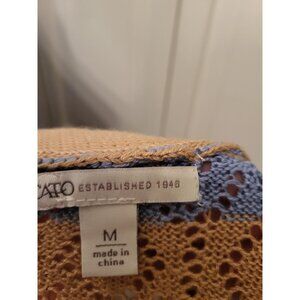 CATO ESTABLISHED 1946
M
made in
china